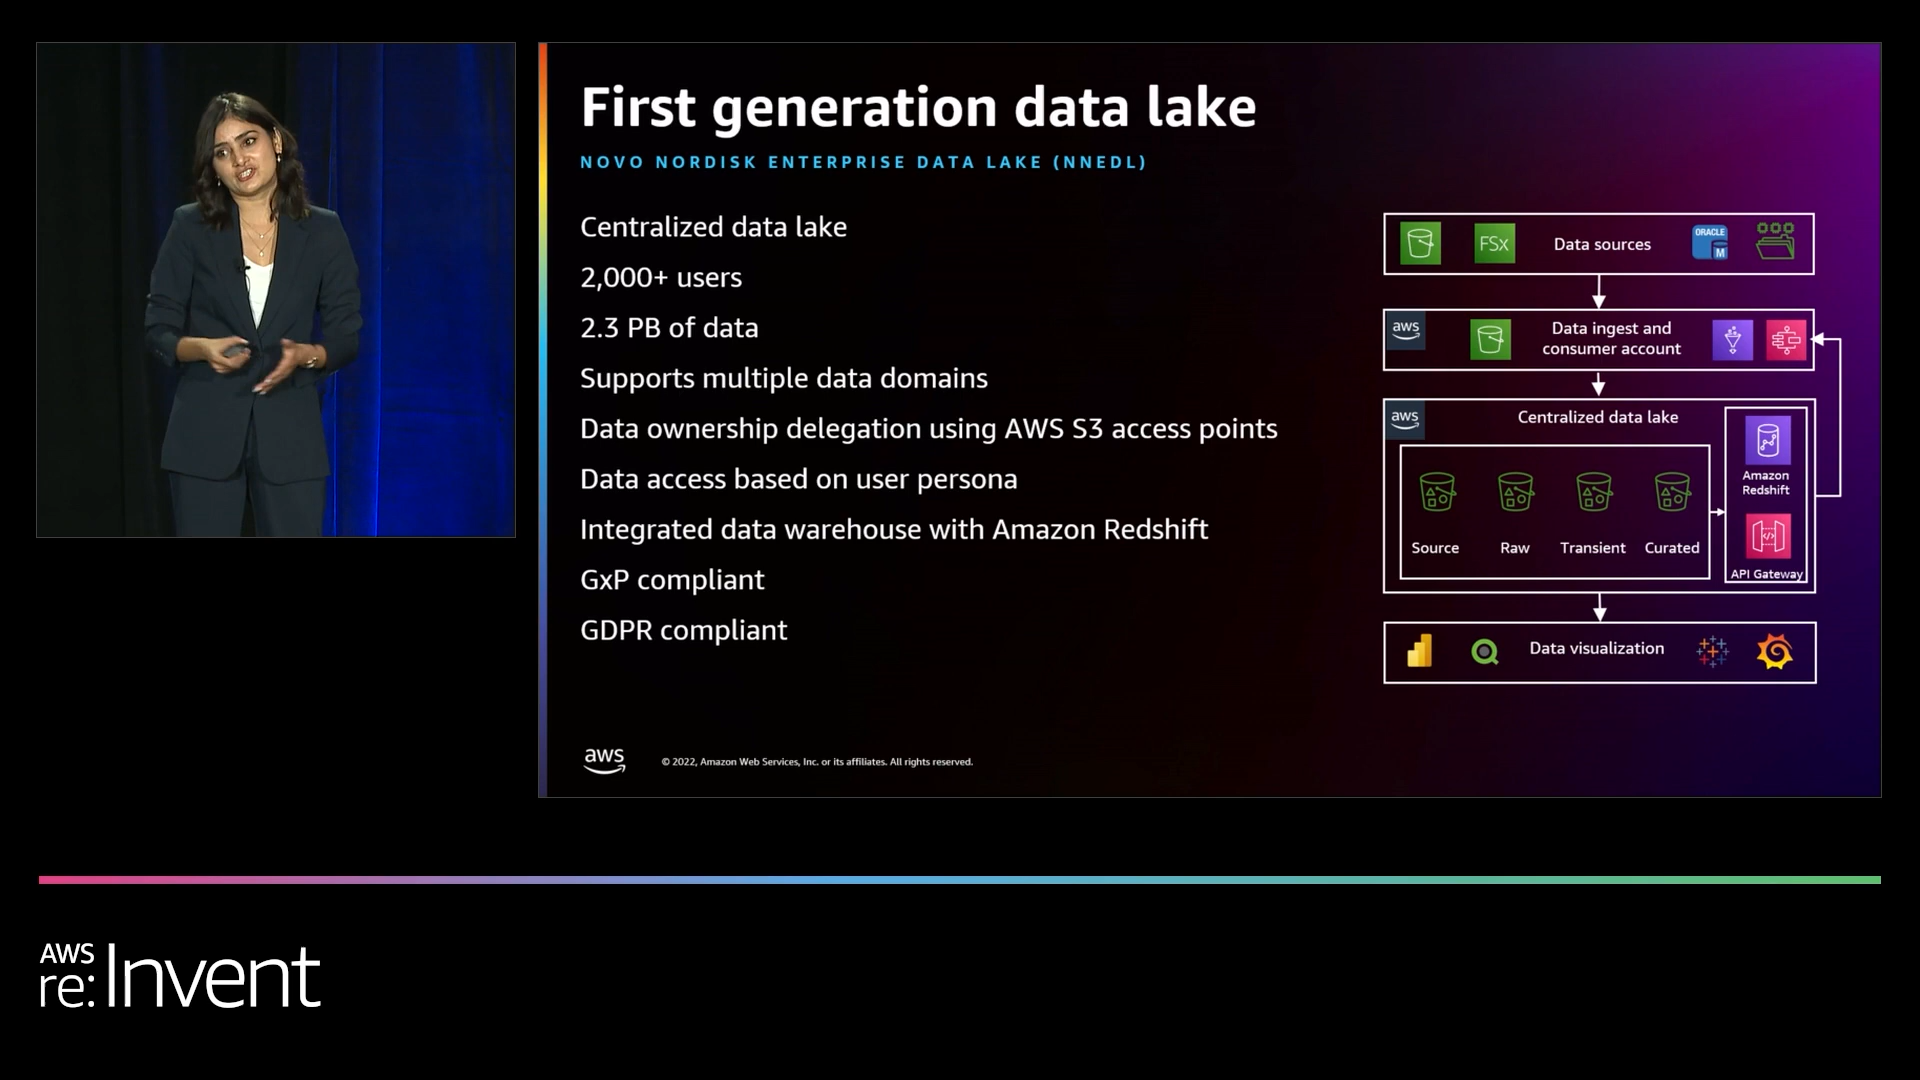 First generation data lake
NOVO NORDISK ENTERPRISE DATA LAKE (NNEDL)
Centralized data lake
2,000+ users
2.3 PB of data
Supports multiple data domains
Data ownership delegation using AWS S3 access points
Data access based on user persona
Integrated data warehouse with Amazon Redshift
GxP compliant
GDPR compliant
FSx
Data sources
ORACLE
M
aws
Data ingest and
consumer account
aws
Centralized data lake
Source
Raw
Transient
Curated
Amazon
Redshift
API Gateway
Data visualization
aws
© 2022, Amazon Web Services, Inc. or its affiliates. All rights reserved.
AWS
re:Invent